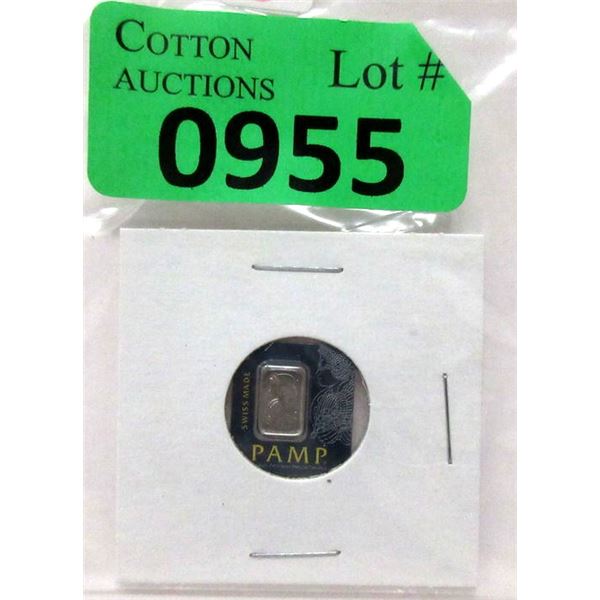 COTTON
AUCTIONS
Lot #
0955
SWISS MADE
PAMP